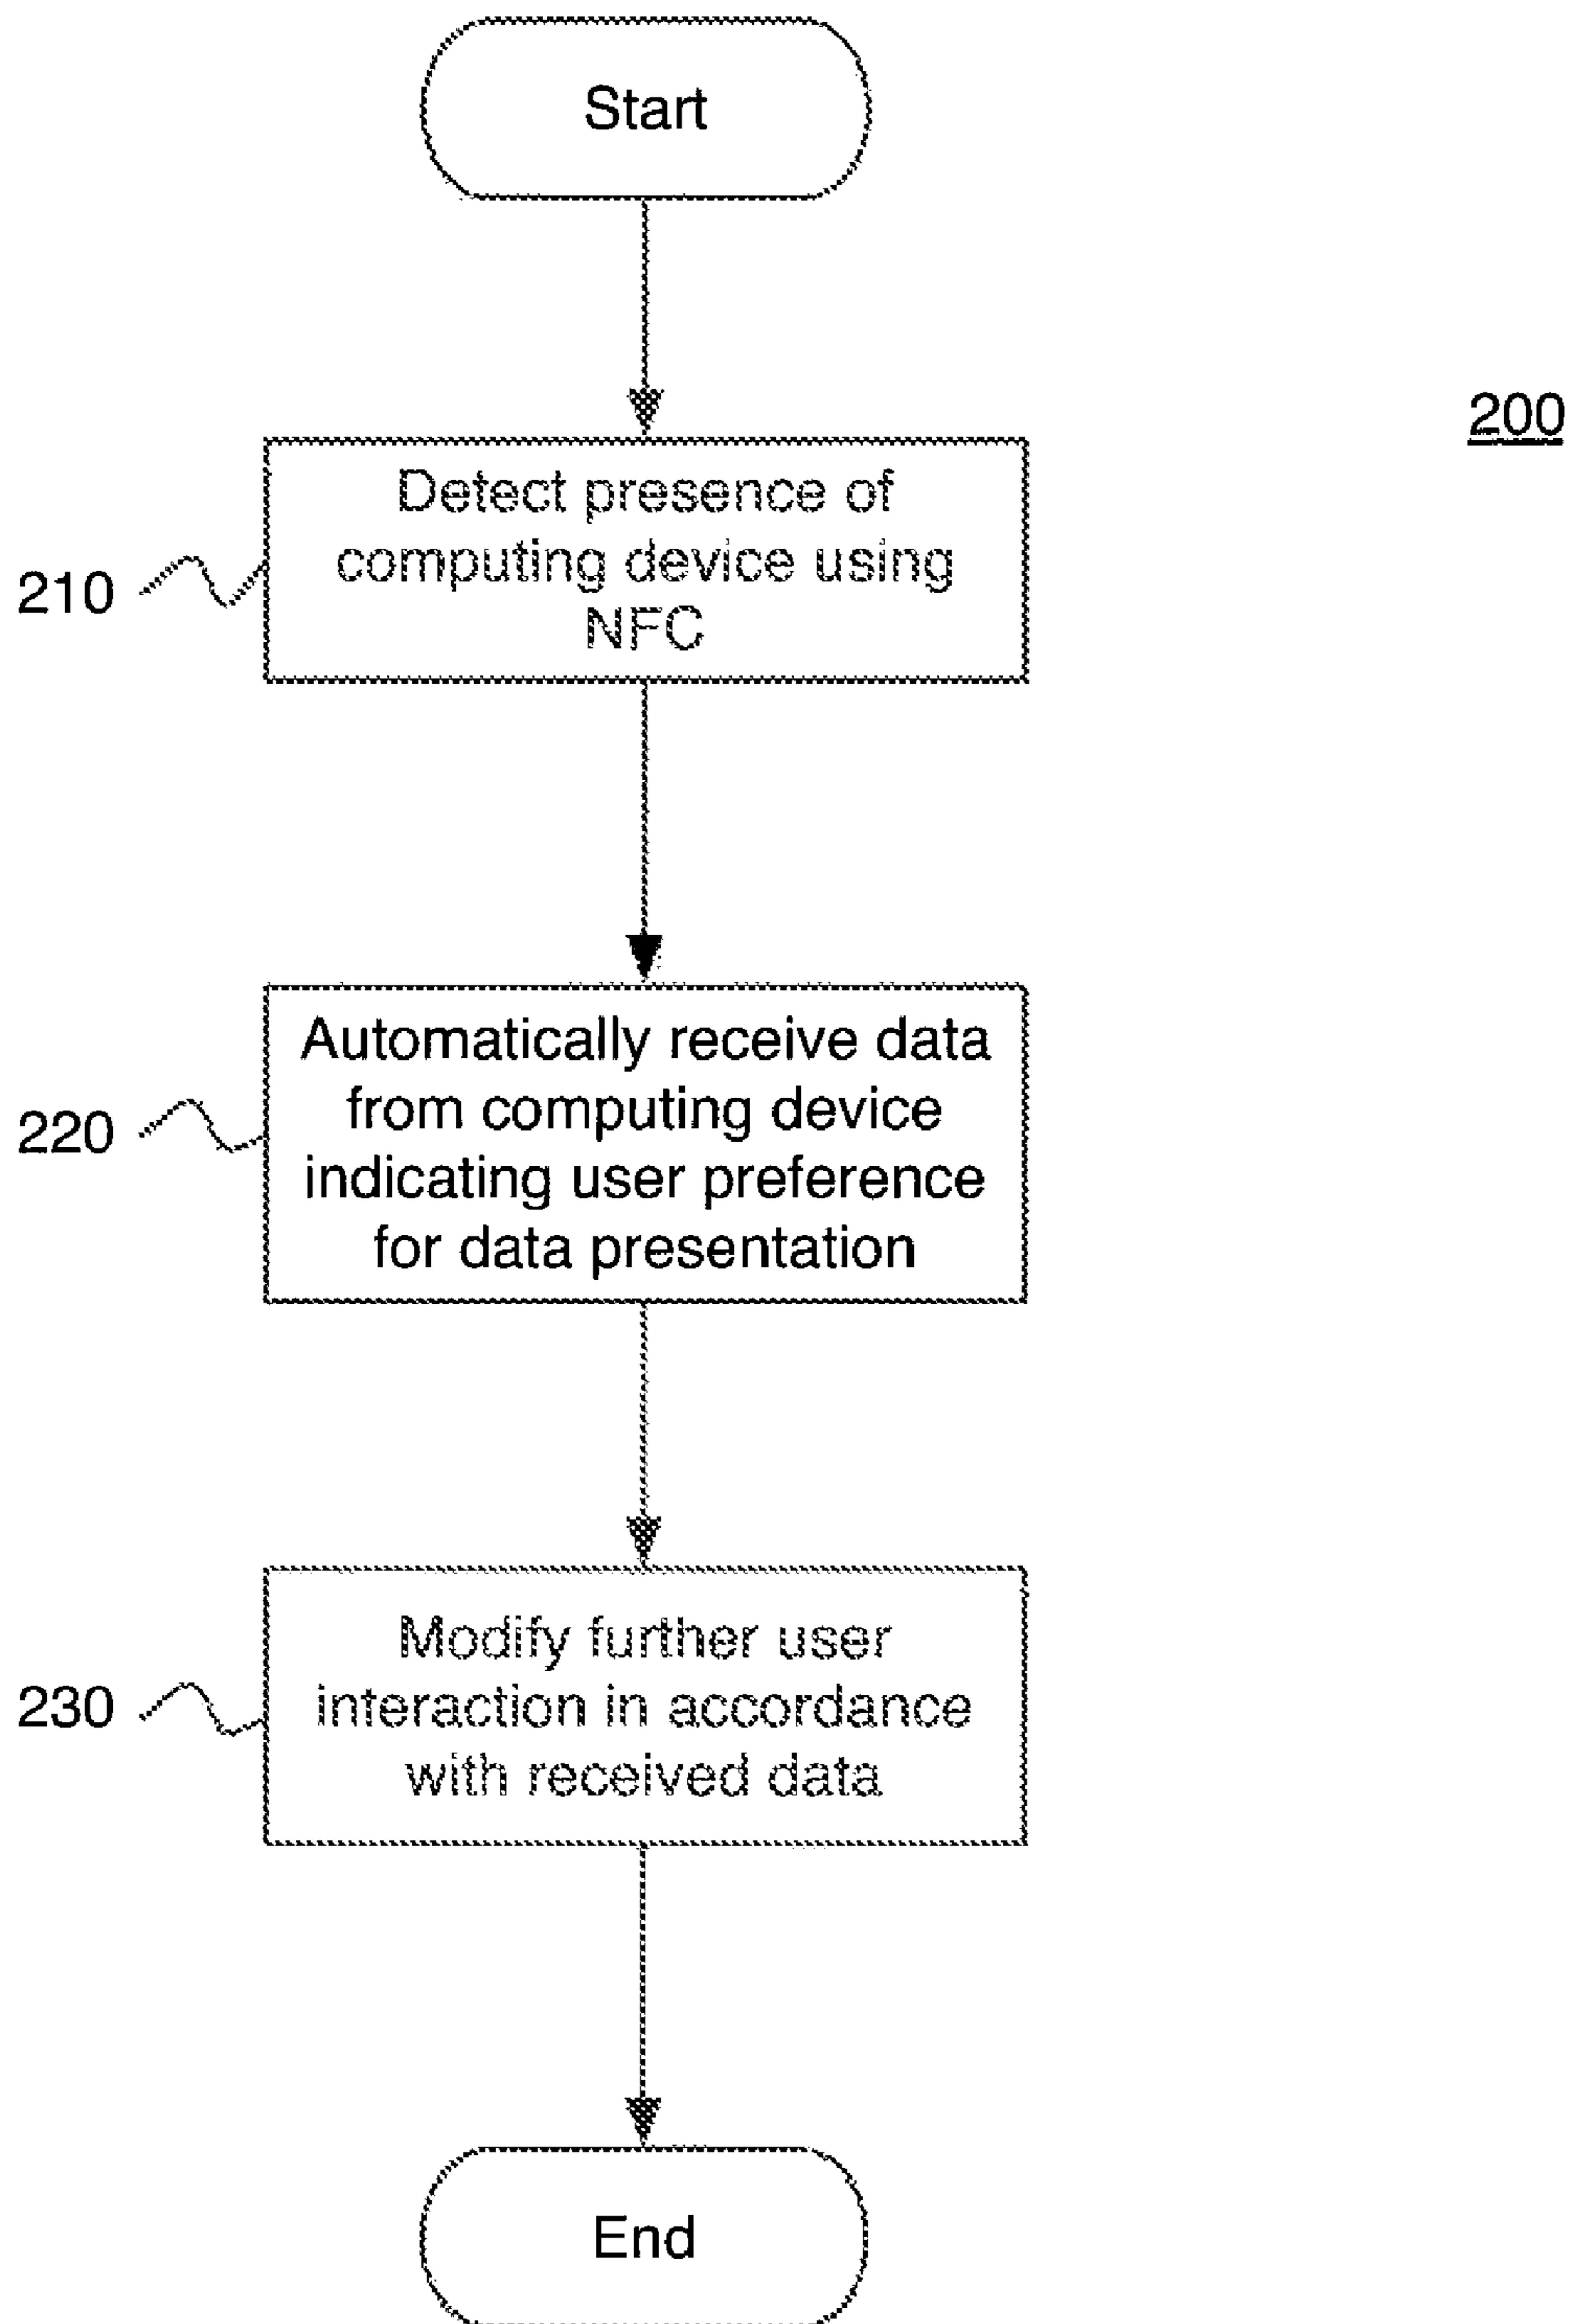 Start
200
Detect presence of
computing device using
NFC
210
Automatically receive data
from computing device
indicating user preference
for data presentation
220
Modify further user
interaction in accordance
with received data
230
End